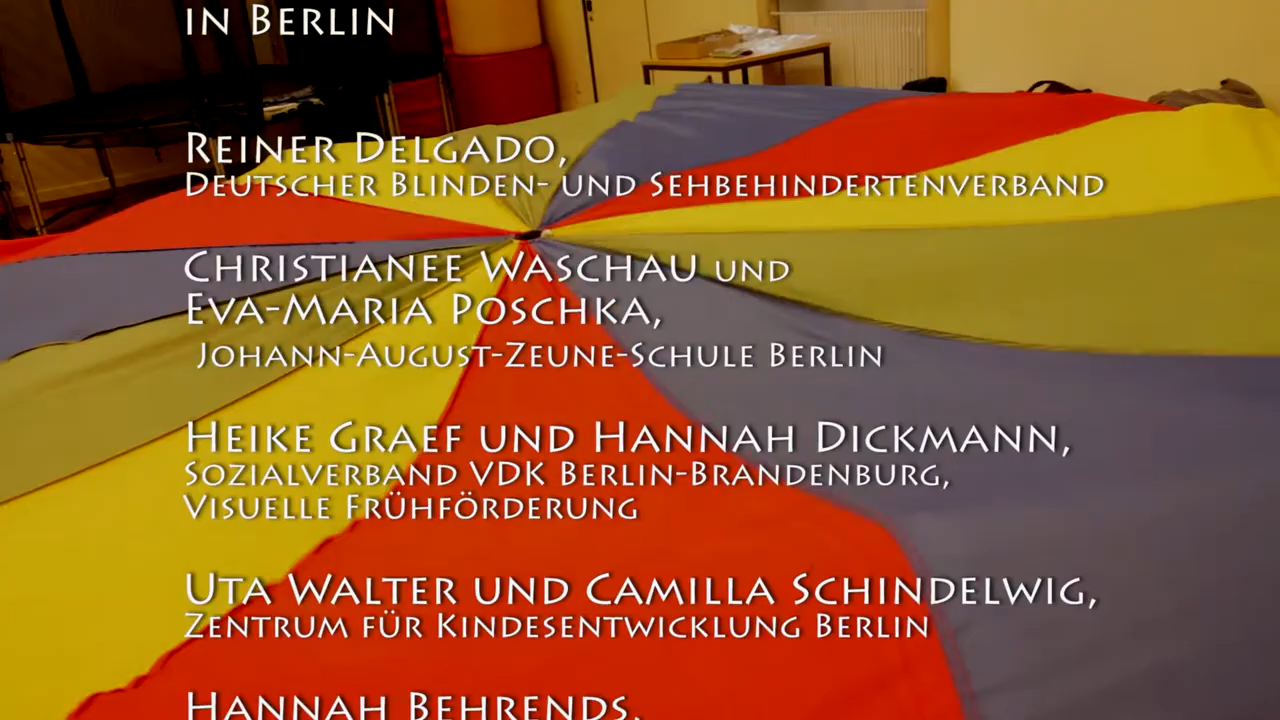 in Berlin
Reiner Delgado,
Deutscher Blinden- und Sehbehindertenverband
Christianee Waschau und
Eva-Maria Poschka,
Johann-August-Zeune-Schule Berlin
Heike Graef und Hannah Dickmann,
Sozialverband VDK Berlin-Brandenburg,
Visuelle Frühförderung
Uta Walter und Camilla Schindelwig,
Zentrum für Kindesentwicklung Berlin
Hannah Behrends,